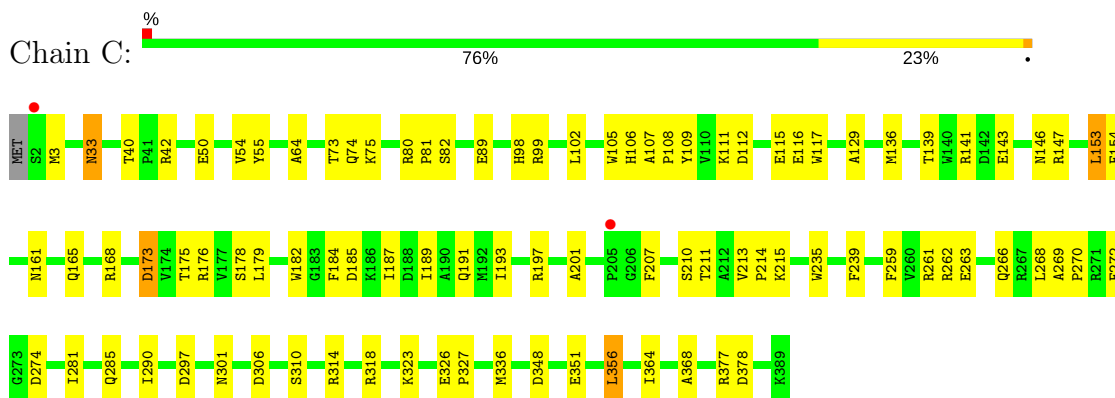 %
Chain C:
76% 23% •
MET S2 M3 N33 T40 P41 R42 E50 V54 Y55 A64 T73 Q74 K75 R80 P81 S82 E89 H98 R99 L102 W105 H106 A107 P108 Y109 V110 K111 D112 E115 E116 W117 A129 M136 T139 W140 R141 D142 E143 N146 R147 L153 E154
N161 Q165 R168 D173 V174 T175 R176 V177 S178 L179 W182 G183 F184 D185 K186 I187 D188 I189 A190 Q191 M192 I193 R197 A201 P205 G206 F207 S210 T211 A212 V213 P214 K215 W235 F239 F259 V260 R261 R262 E263 Q266 R267 L268 A269 P270 R271
G273 D274 I281 Q285 I290 D297 N301 D306 S310 R314 R318 K323 E326 P327 M336 D348 E351 L356 I364 A368 R377 D378 K389